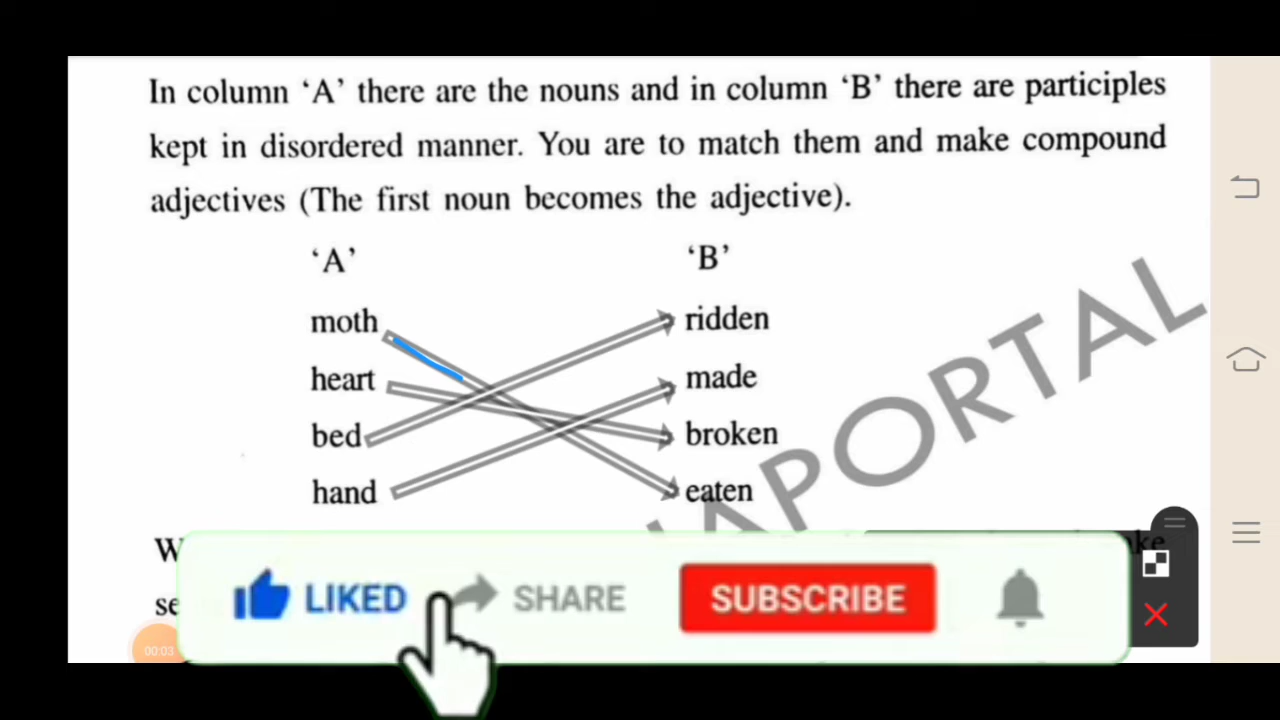 In column ‘A’ there are the nouns and in column ‘B’ there are participles
kept in disordered manner. You are to match them and make compound
adjectives (The first noun becomes the adjective).
‘A’ ‘B’
moth ridden
heart made
bed broken
hand eaten
LIKED SHARE SUBSCRIBE
00:03